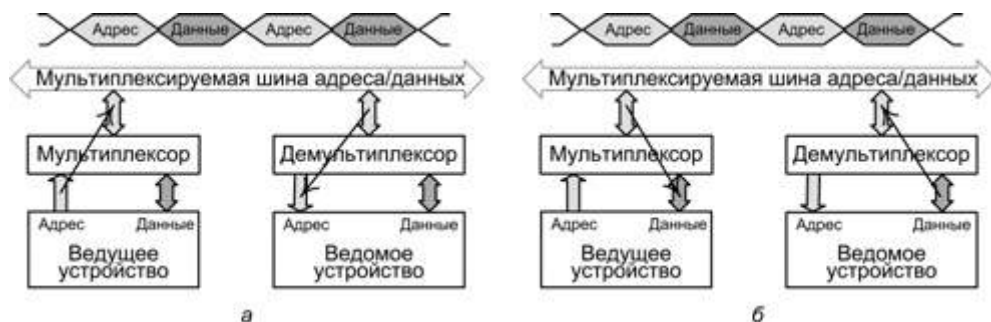 Адрес Данные Адрес Данные
Мультиплексируемая шина адреса/данных
Мультиплексор Демультиплексор
Адрес Данные Адрес Данные
Ведущее устройство Ведомое устройство
а
Адрес Данные Адрес Данные
Мультиплексируемая шина адреса/данных
Мультиплексор Демультиплексор
Адрес Данные Адрес Данные
Ведущее устройство Ведомое устройство
б